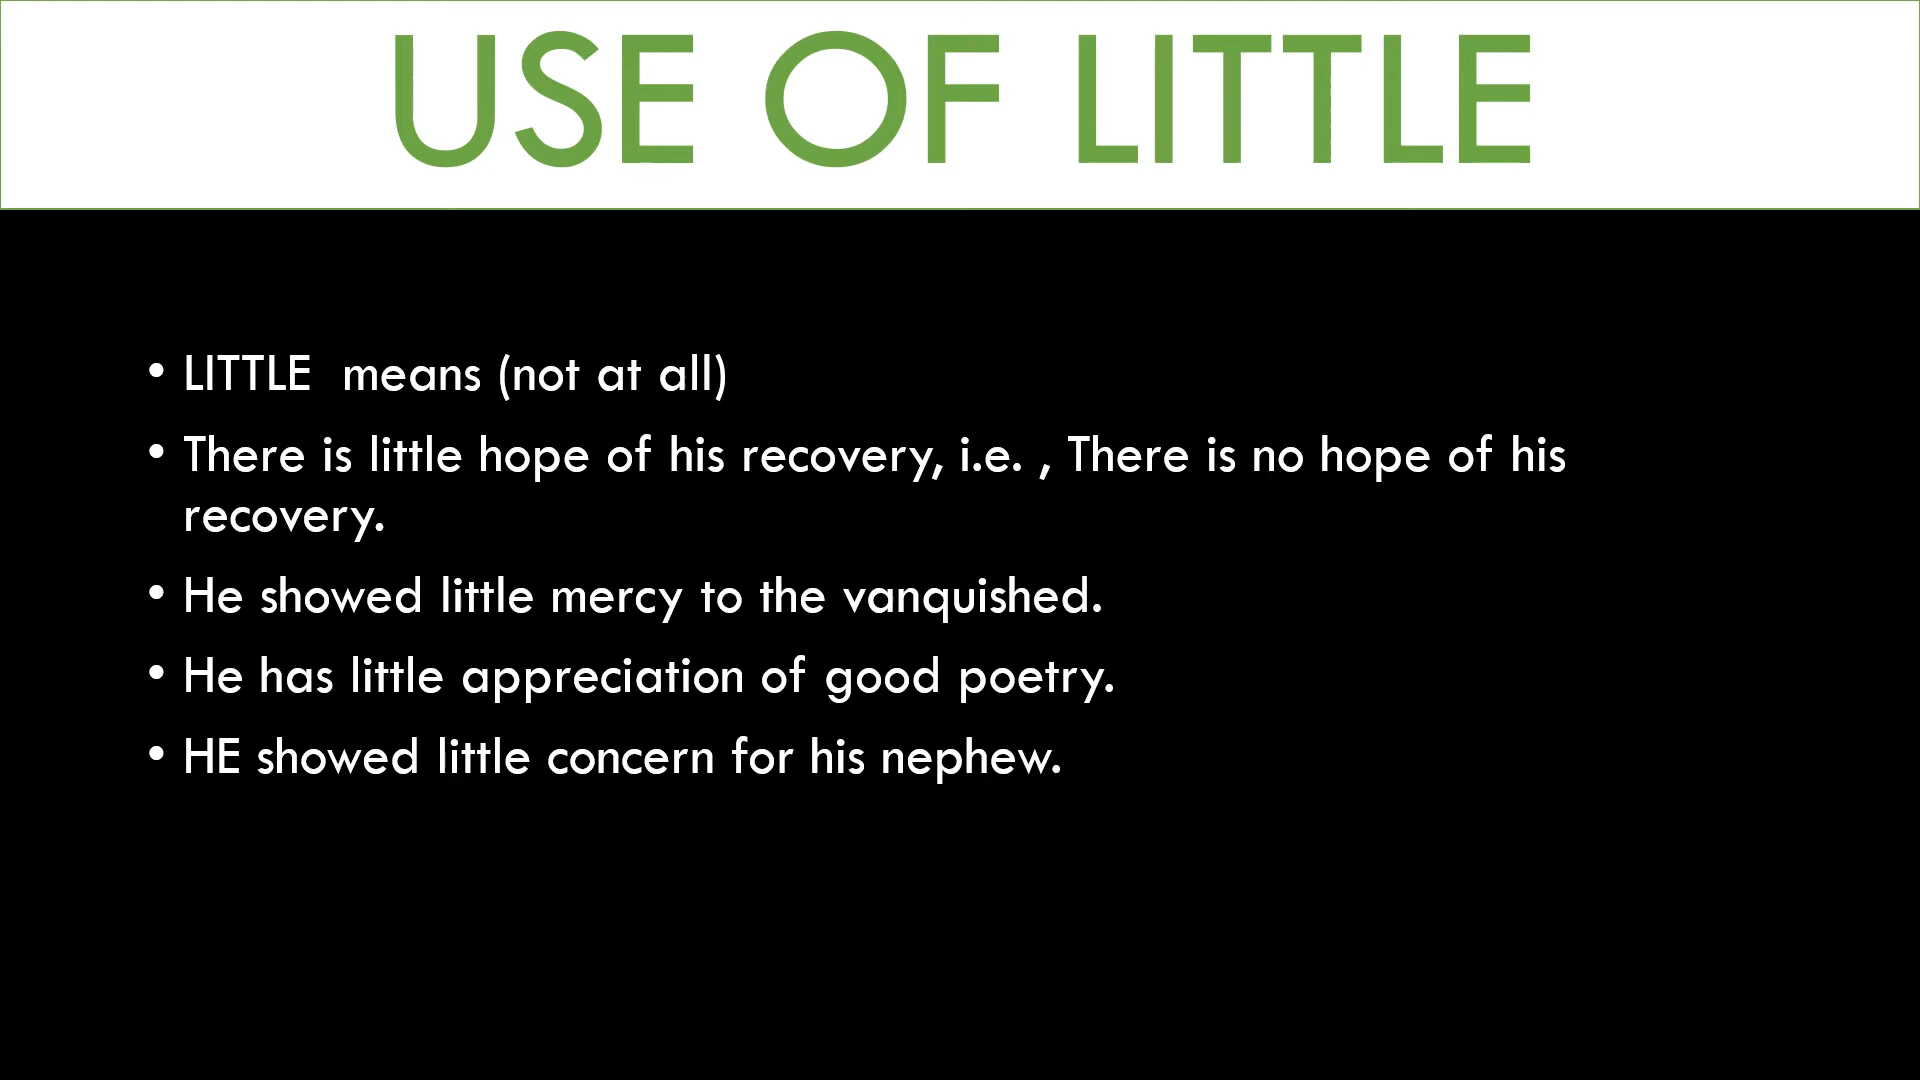 USE OF LITTLE
• LITTLE  means (not at all)
• There is little hope of his recovery, i.e. , There is no hope of his
recovery.
• He showed little mercy to the vanquished.
• He has little appreciation of good poetry.
• HE showed little concern for his nephew.